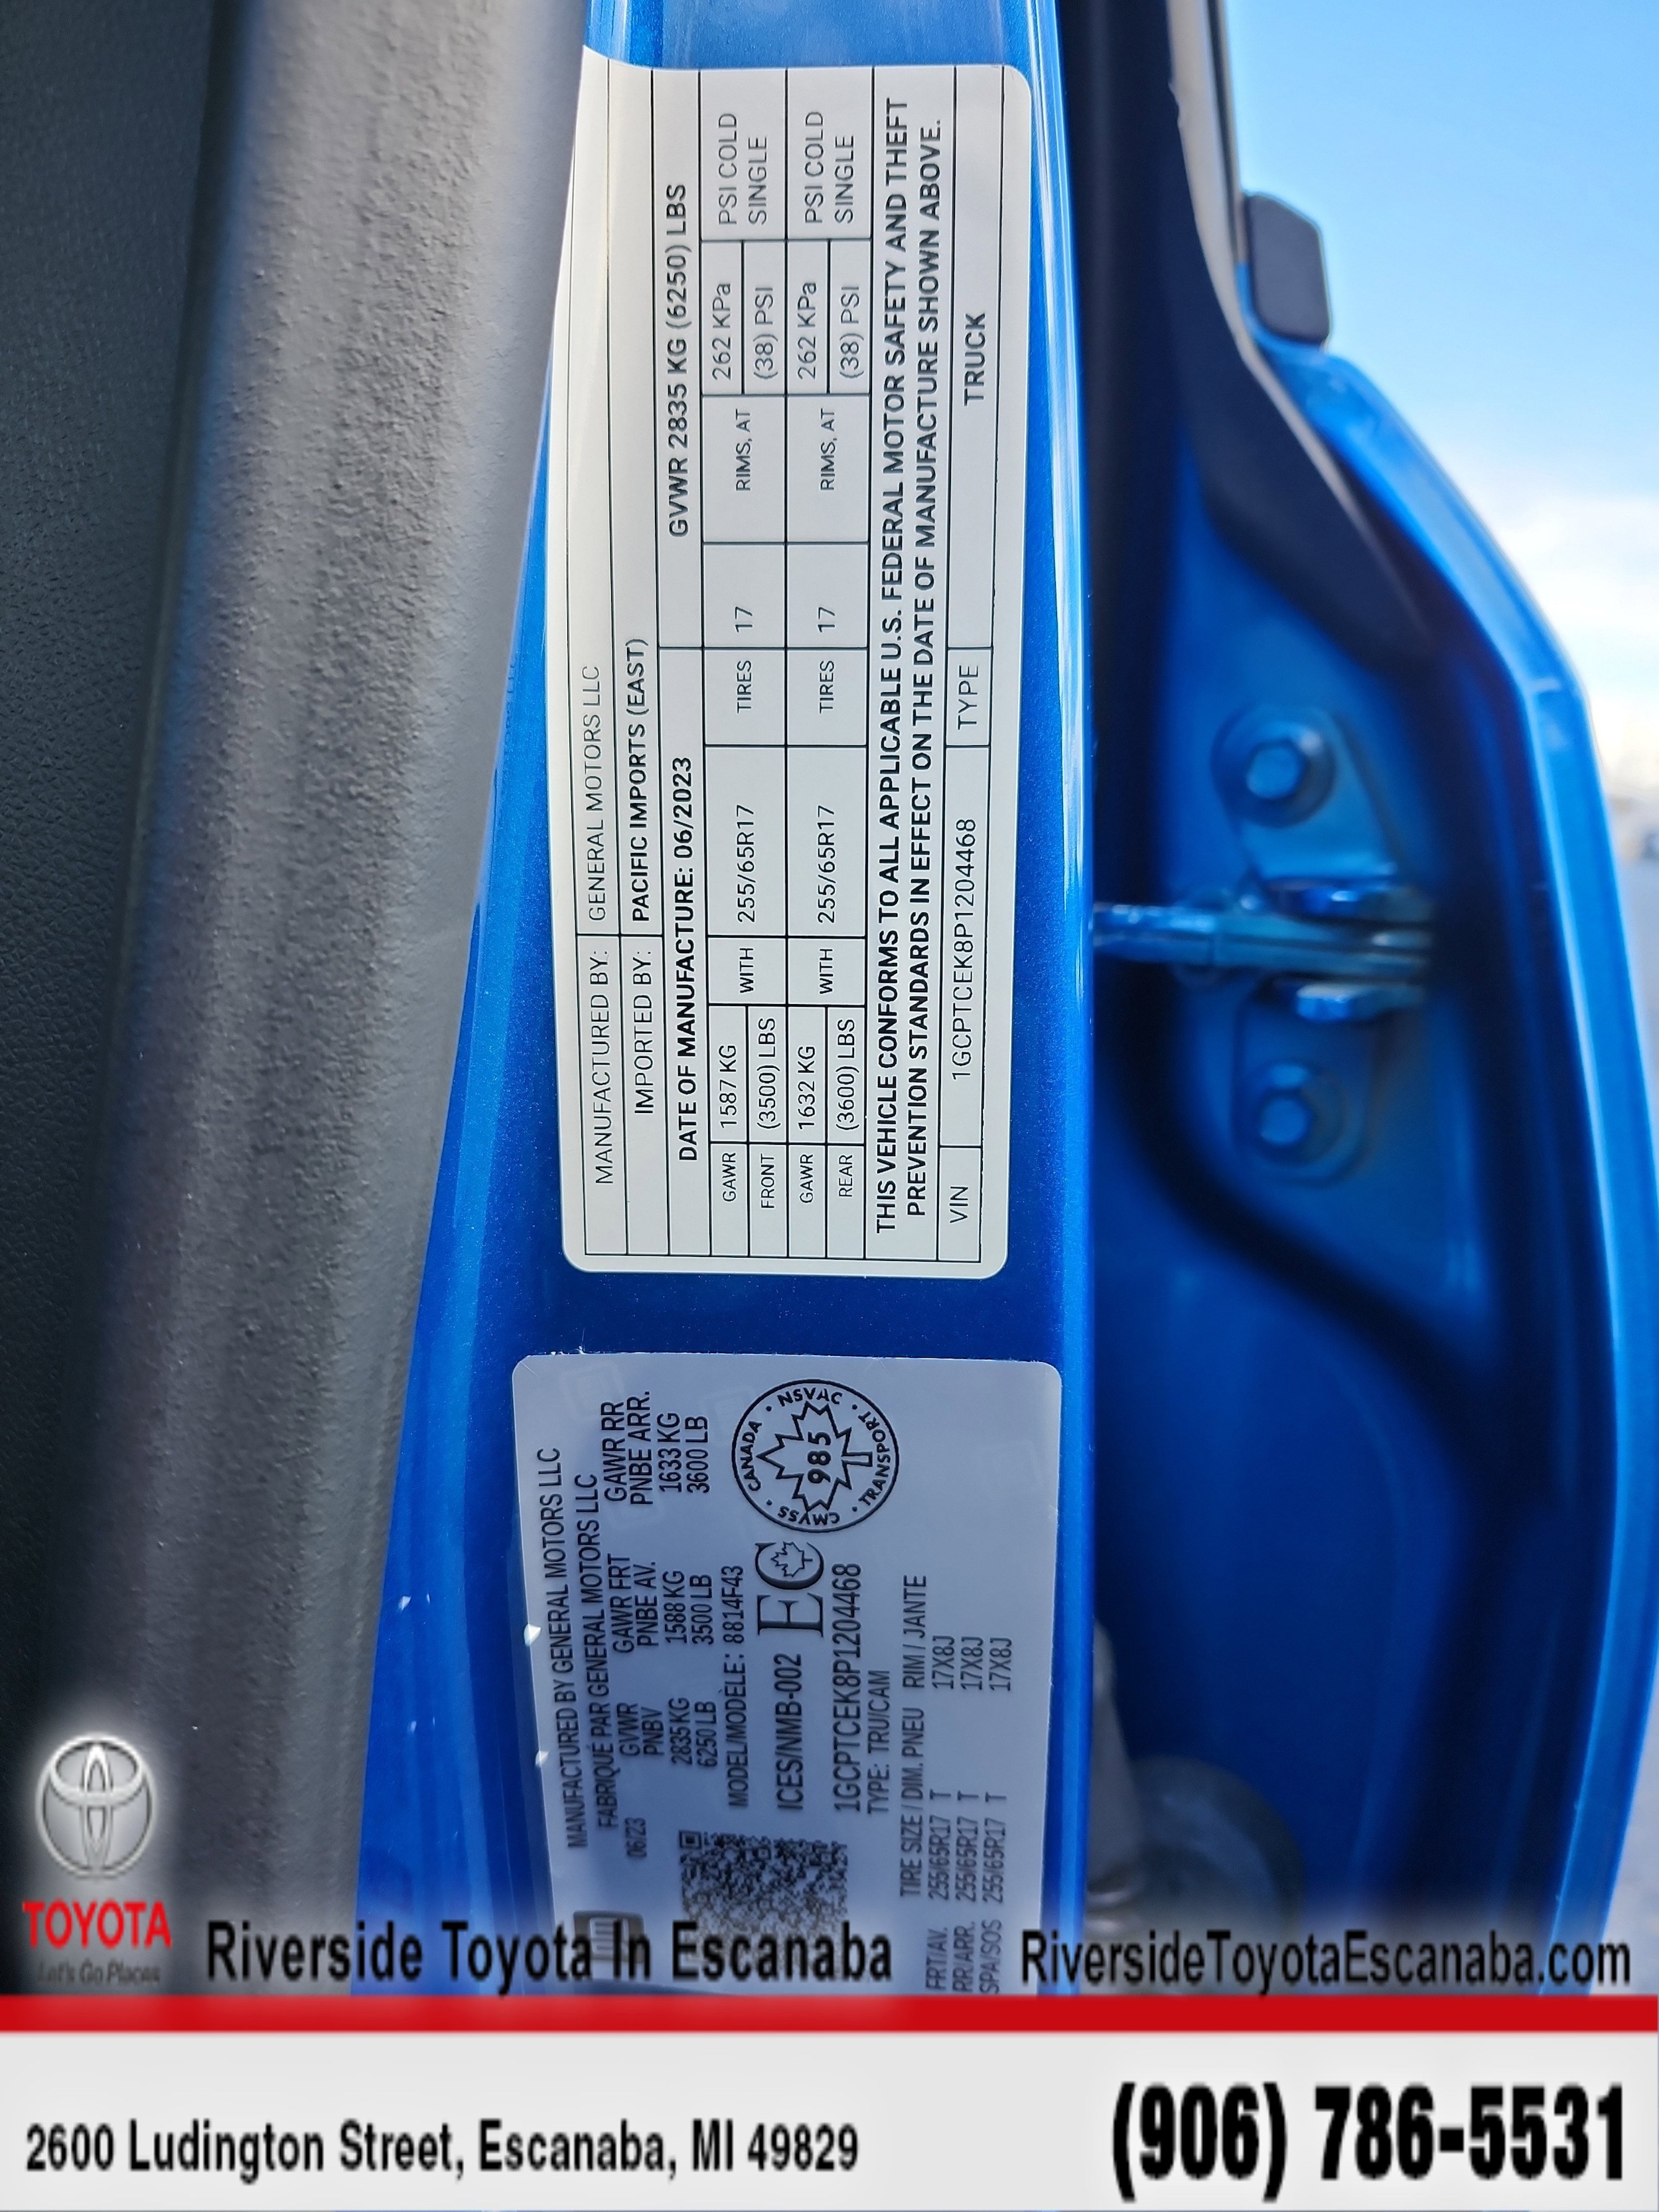 MANUFACTURED BY: GENERAL MOTORS LLC
IMPORTED BY: PACIFIC IMPORTS (EAST)
DATE OF MANUFACTURE: 06/2023 GVWR 2835 KG (6250) LBS
GAWR 1587 KG WITH 255/65R17 TIRES 17 RIMS, AT 262 KPa PSI COLD
FRONT (3500) LBS (38) PSI SINGLE
GAWR 1632 KG WITH 255/65R17 TIRES 17 RIMS, AT 262 KPa PSI COLD
REAR (3600) LBS (38) PSI SINGLE
THIS VEHICLE CONFORMS TO ALL APPLICABLE U.S. FEDERAL MOTOR SAFETY AND THEFT
PREVENTION STANDARDS IN EFFECT ON THE DATE OF MANUFACTURE SHOWN ABOVE.
VIN 1GCPTCEK8P1204468 TYPE TRUCK
MANUFACTURED BY GENERAL MOTORS LLC
FABRIQUÉ PAR GENERAL MOTORS LLC
06/23 GVWR GAWR FRT GAWR RR
PNBV PNBE AV. PNBE ARR.
2835 KG 1588 KG 1633 KG
6250 LB 3500 LB 3600 LB
MODEL/MODÈLE: 8814F43
ICES/NMB-002 EC
CANADA • NSVAC • TRANSPORT • CMVSS •
985
1GCPTCEK8P1204468
TYPE: TRU/CAM
TIRE SIZE / DIM. PNEU RIM / JANTE
FRT/AV. 255/65R17 T 17X8J
RR/ARR. 255/65R17 T 17X8J
SPA/SOS 255/65R17 T 17X8J
TOYOTA
Let's Go Places
Riverside Toyota In Escanaba RiversideToyotaEscanaba.com
2600 Ludington Street, Escanaba, MI 49829 (906) 786-5531